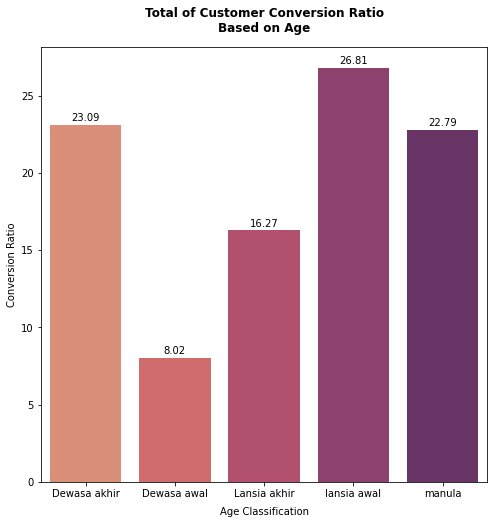 Total of Customer Conversion Ratio
Based on Age
26.81
23.09
22.79
16.27
8.02
25
20
15
10
5
0
Conversion Ratio
Dewasa akhir
Dewasa awal
Lansia akhir
lansia awal
manula
Age Classification